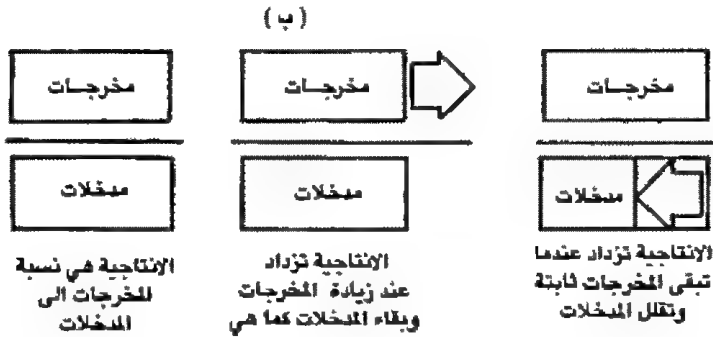 (ب)
مخرجات
مخرجات
مخرجات
مدخلات
مدخلات
مدخلات
الانتاجية تزداد عندما
تبقى المخرجات ثابتة
وتقلل المدخلات
الانتاجية تزداد
عند زيادة المخرجات
وبقاء المدخلات كما هي
الانتاجية هي نسبة
المخرجات الى
المدخلات